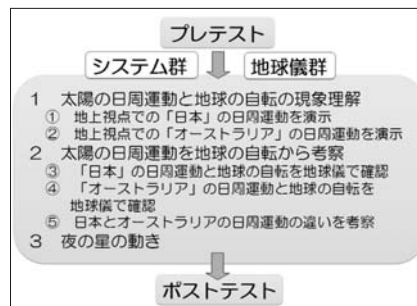 プレテスト
システム群 地球儀群
1 太陽の日周運動と地球の自転の現象理解
① 地上視点での「日本」の日周運動を演示
② 地上視点での「オーストラリア」の日周運動を演示
2 太陽の日周運動を地球の自転から考察
③ 「日本」の日周運動と地球の自転を地球儀で確認
④ 「オーストラリア」の日周運動と地球の自転を
地球儀で確認
⑤ 日本とオーストラリアの日周運動の違いを考察
3 夜の星の動き
ポストテスト